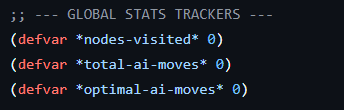 ;; --- GLOBAL STATS TRACKERS ---
(defvar *nodes-visited* 0)
(defvar *total-ai-moves* 0)
(defvar *optimal-ai-moves* 0)